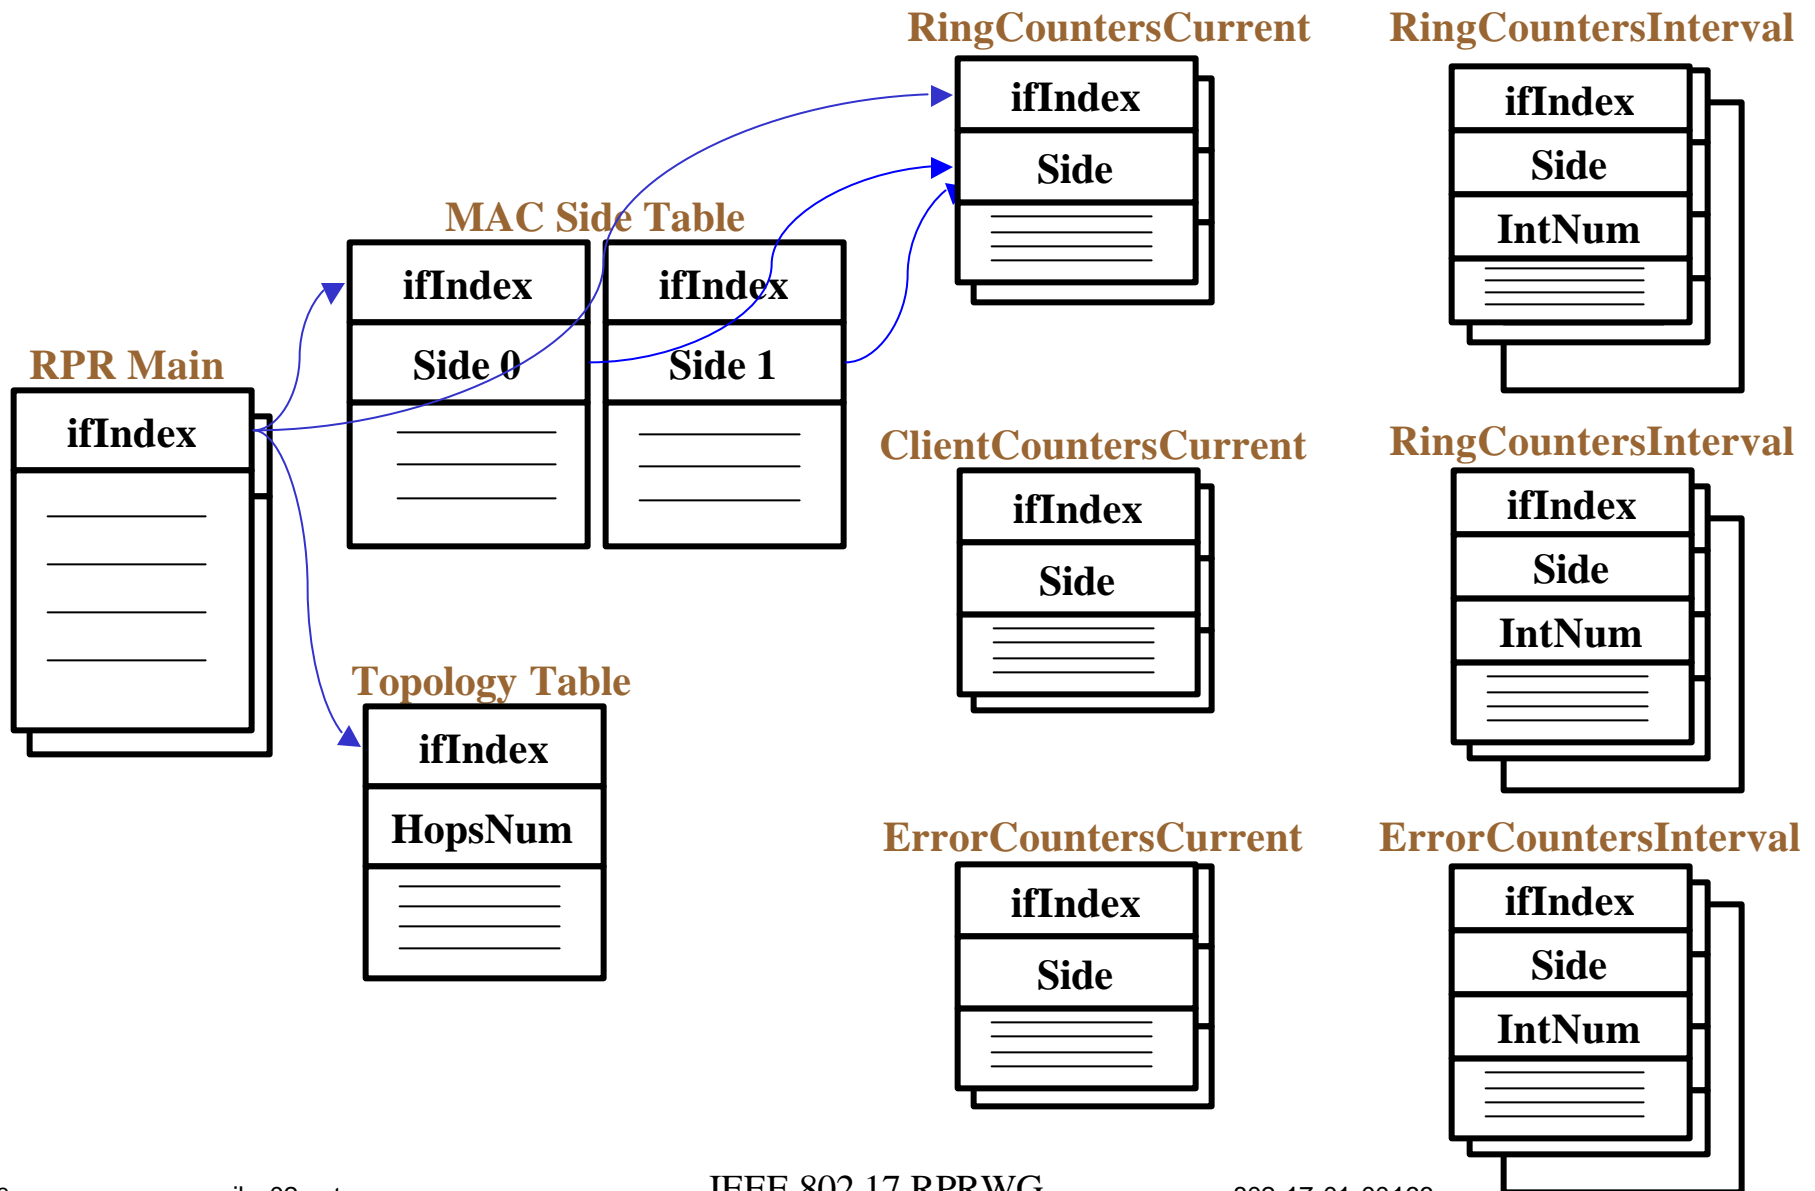 RingCountersCurrent
ifIndex
Side
RingCountersInterval
ifIndex
Side
IntNum
MAC Side Table
ifIndex
ifIndex
Side 0
Side 1
RPR Main
ifIndex
ClientCountersCurrent
ifIndex
Side
RingCountersInterval
ifIndex
Side
IntNum
Topology Table
ifIndex
HopsNum
ErrorCountersCurrent
ifIndex
Side
ErrorCountersInterval
ifIndex
Side
IntNum
IEEE 802.17 RPRWG